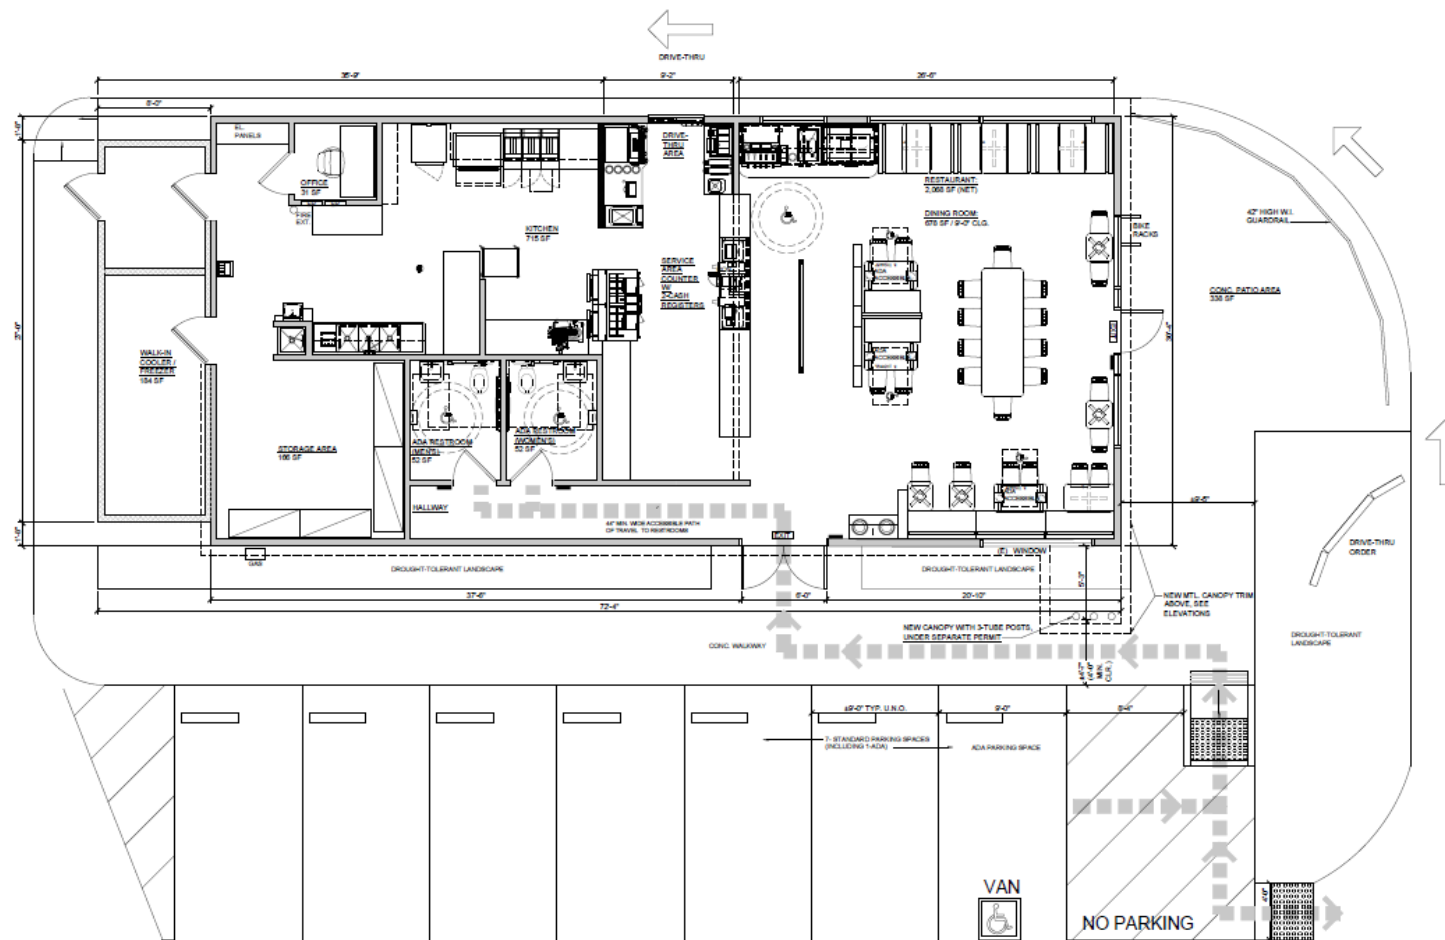 DRIVE-THRU
9'-2"
26'-6"
8'-0"
EL.
PANELS
OFFICE
31 SF
FIRE
EXT.
DRIVE-
THRU
AREA
KITCHEN
715 SF
SERVICE
AREA
COUNTER
W/
2-CASH
REGISTERS
RESTAURANT:
2,068 SF (NET)
DINING ROOM:
678 SF / 9'-0" CLG.
BIKE
RACKS
42" HIGH W.I.
GUARDRAIL
CONC. PATIO AREA
338 SF
WALK-IN
COOLER /
FREEZER
184 SF
STORAGE AREA
166 SF
ADA RESTROOM
(MEN'S)
52 SF
ADA RESTROOM
(WOMEN'S)
52 SF
HALLWAY
44" MIN. WIDE ACCESSIBLE PATH
OF TRAVEL TO RESTROOMS
EXIT
ADA
ACCESSIBLE
(E) WINDOW
GAS
DROUGHT-TOLERANT LANDSCAPE
DROUGHT-TOLERANT LANDSCAPE
37'-6"
6'-0"
20'-10"
72'-4"
5'-3"
DRIVE-THRU
ORDER
NEW MTL. CANOPY TRIM
ABOVE, SEE
ELEVATIONS
NEW CANOPY WITH 3-TUBE POSTS,
UNDER SEPARATE PERMIT
CONC. WALKWAY
DROUGHT-TOLERANT
LANDSCAPE
±9'-0" TYP. U.N.O.
9'-0"
8'-4"
7- STANDARD PARKING SPACES
(INCLUDING 1-ADA)
ADA PARKING SPACE
VAN
NO PARKING
4'-0"